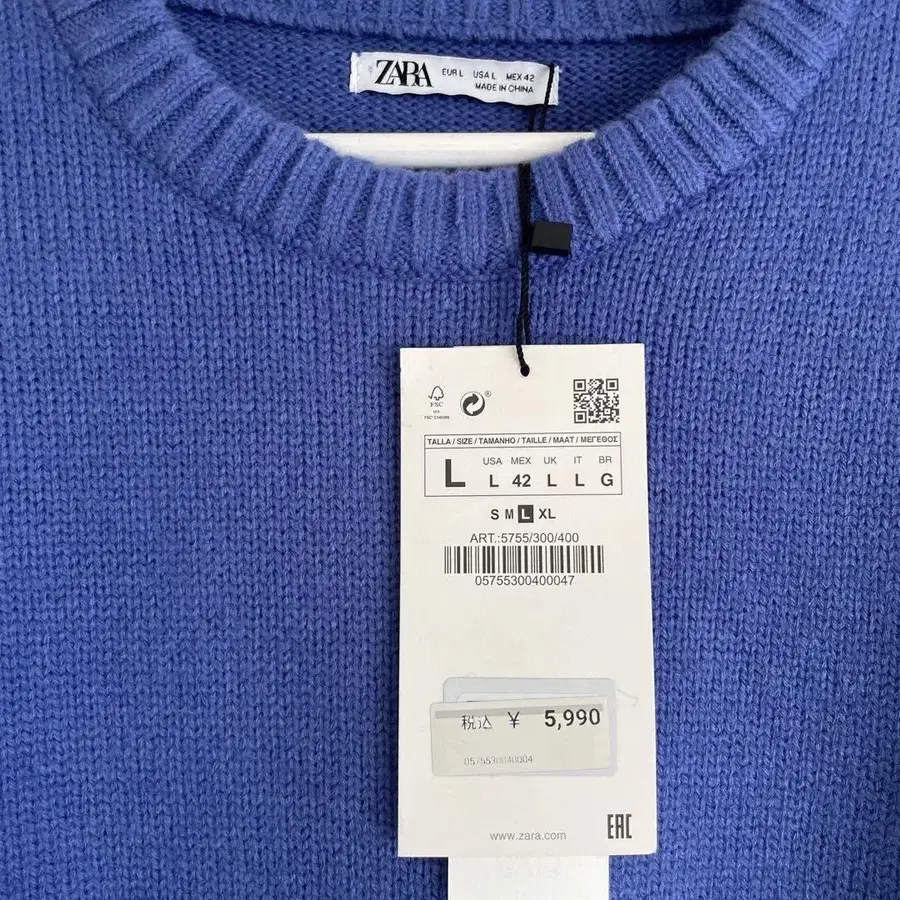 ZARA EUR L USA L MEX 42
MADE IN CHINA
FSC
TALLA / SIZE / TAMANHO / TAILLE / MAAT / ΜΕΓΕΘΟΣ
L USA MEX UK IT BR
L 42 L L G
S M L XL
ART.:5755/300/400
05755300400047
税込 ¥ 5,990
0575530040004
www.zara.com
EAC